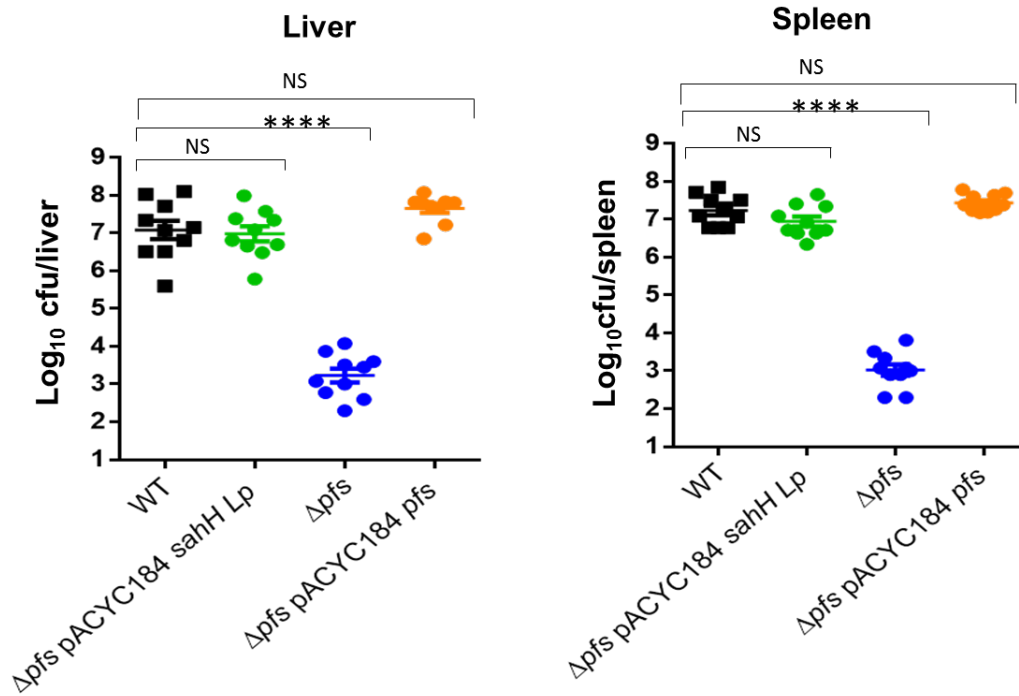 Liver
NS
****
NS
9
8
7
6
5
4
3
2
1
Log10 cfu/liver
WT
Δpfs pACYC184 sahH Lp
Δpfs
Δpfs pACYC184 pfs
Spleen
NS
****
NS
9
8
7
6
5
4
3
2
1
Log10cfu/spleen
WT
Δpfs pACYC184 sahH Lp
Δpfs
Δpfs pACYC184 pfs